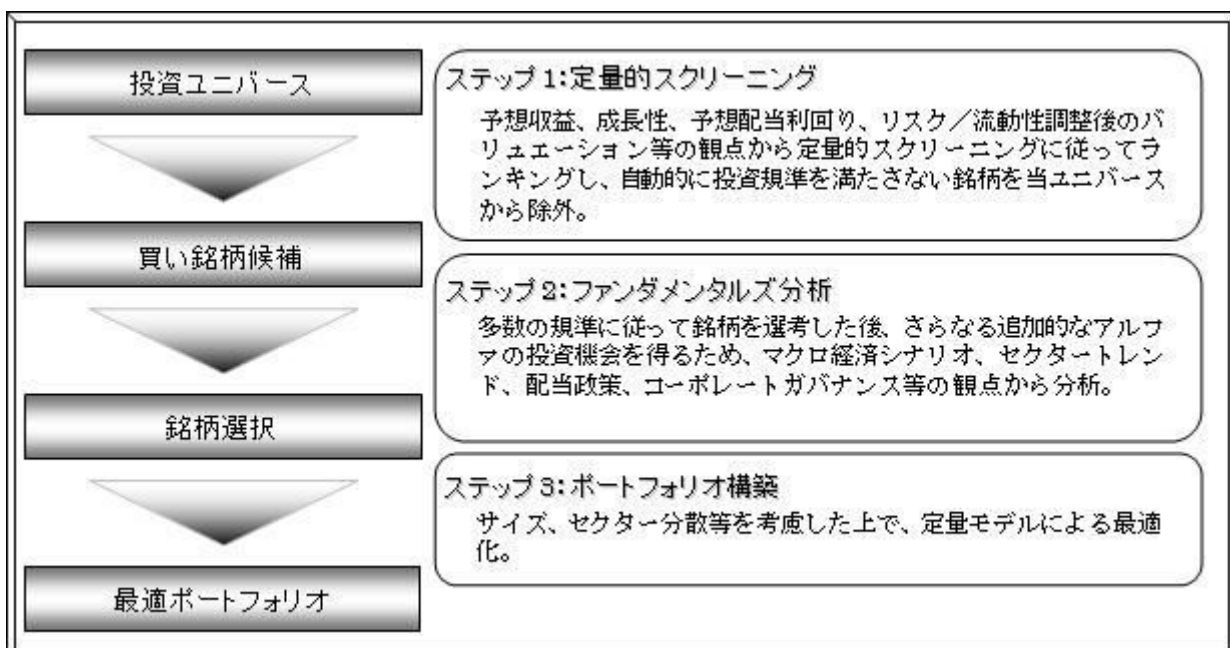 投資ユニバース
ステップ1:定量的スクリーニング
予想収益、成長性、予想配当利回り、リスク／流動性調整後のバ
リュエーション等の観点から定量的スクリーニングに従ってラ
ンキングし、自動的に投資規準を満たさない銘柄を当ユニバース
から除外。
買い銘柄候補
ステップ2:ファンダメンタルズ分析
多数の規準に従って銘柄を選考した後、さらなる追加的なアルフ
ァの投資機会を得るため、マクロ経済シナリオ、セクタートレン
ド、配当政策、コーポレートガバナンス等の観点から分析。
銘柄選択
ステップ3:ポートフォリオ構築
サイズ、セクター分散等を考慮した上で、定量モデルによる最適
化。
最適ポートフォリオ